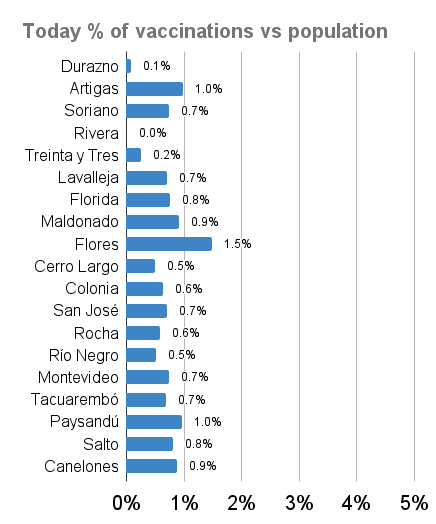 Today % of vaccinations vs population
Durazno 0.1%
Artigas 1.0%
Soriano 0.7%
Rivera 0.0%
Treinta y Tres 0.2%
Lavalleja 0.7%
Florida 0.8%
Maldonado 0.9%
Flores 1.5%
Cerro Largo 0.5%
Colonia 0.6%
San José 0.7%
Rocha 0.6%
Río Negro 0.5%
Montevideo 0.7%
Tacuarembó 0.7%
Paysandú 1.0%
Salto 0.8%
Canelones 0.9%
0% 1% 2% 3% 4% 5%